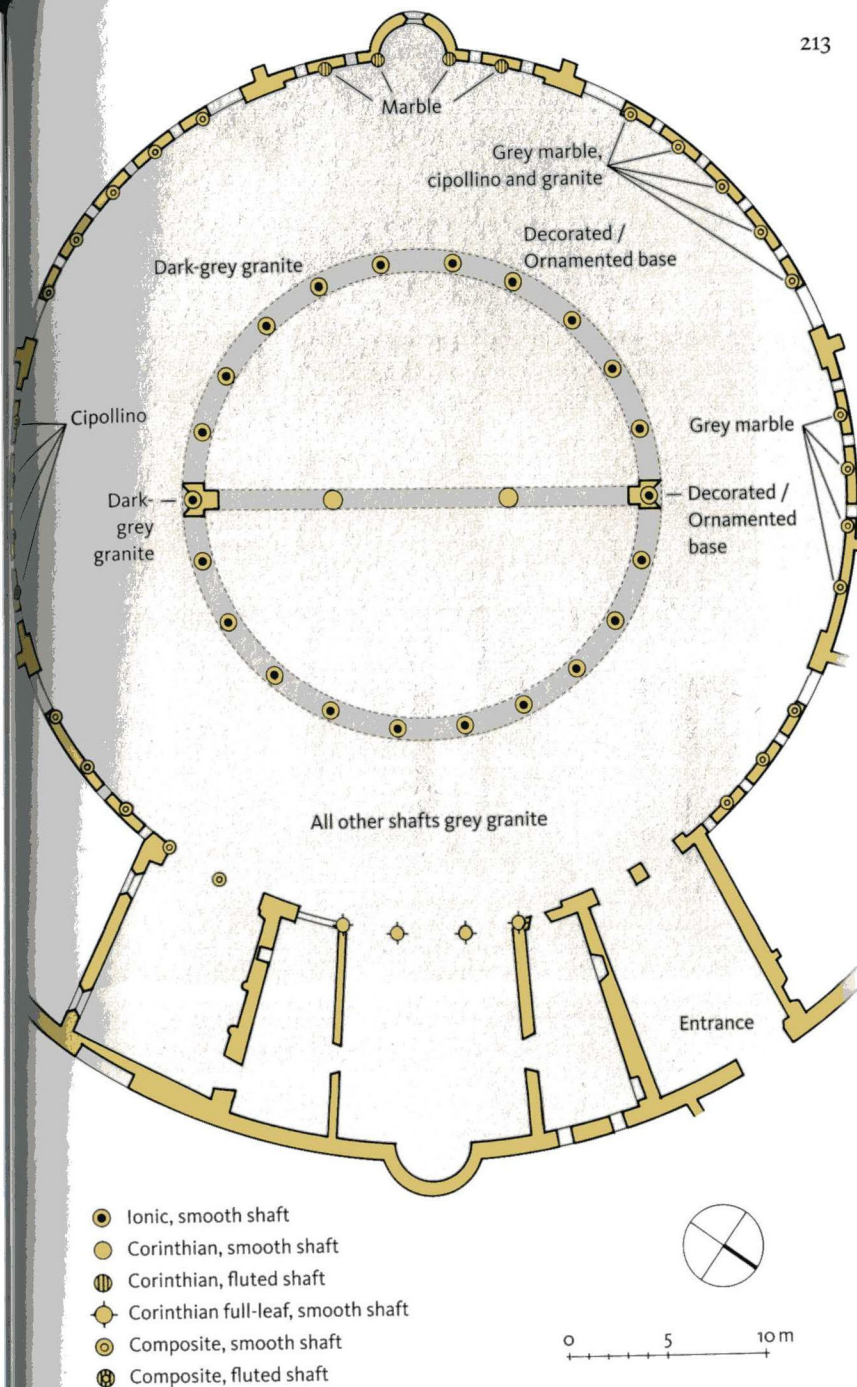 213
Marble
Grey marble,
cipollino and granite
Decorated /
Ornamented base
Dark-grey granite
Cipollino
Grey marble
Dark-
grey
granite
Decorated /
Ornamented
base
All other shafts grey granite
Entrance
Ionic, smooth shaft
Corinthian, smooth shaft
Corinthian, fluted shaft
Corinthian full-leaf, smooth shaft
Composite, smooth shaft
Composite, fluted shaft
0 5 10 m